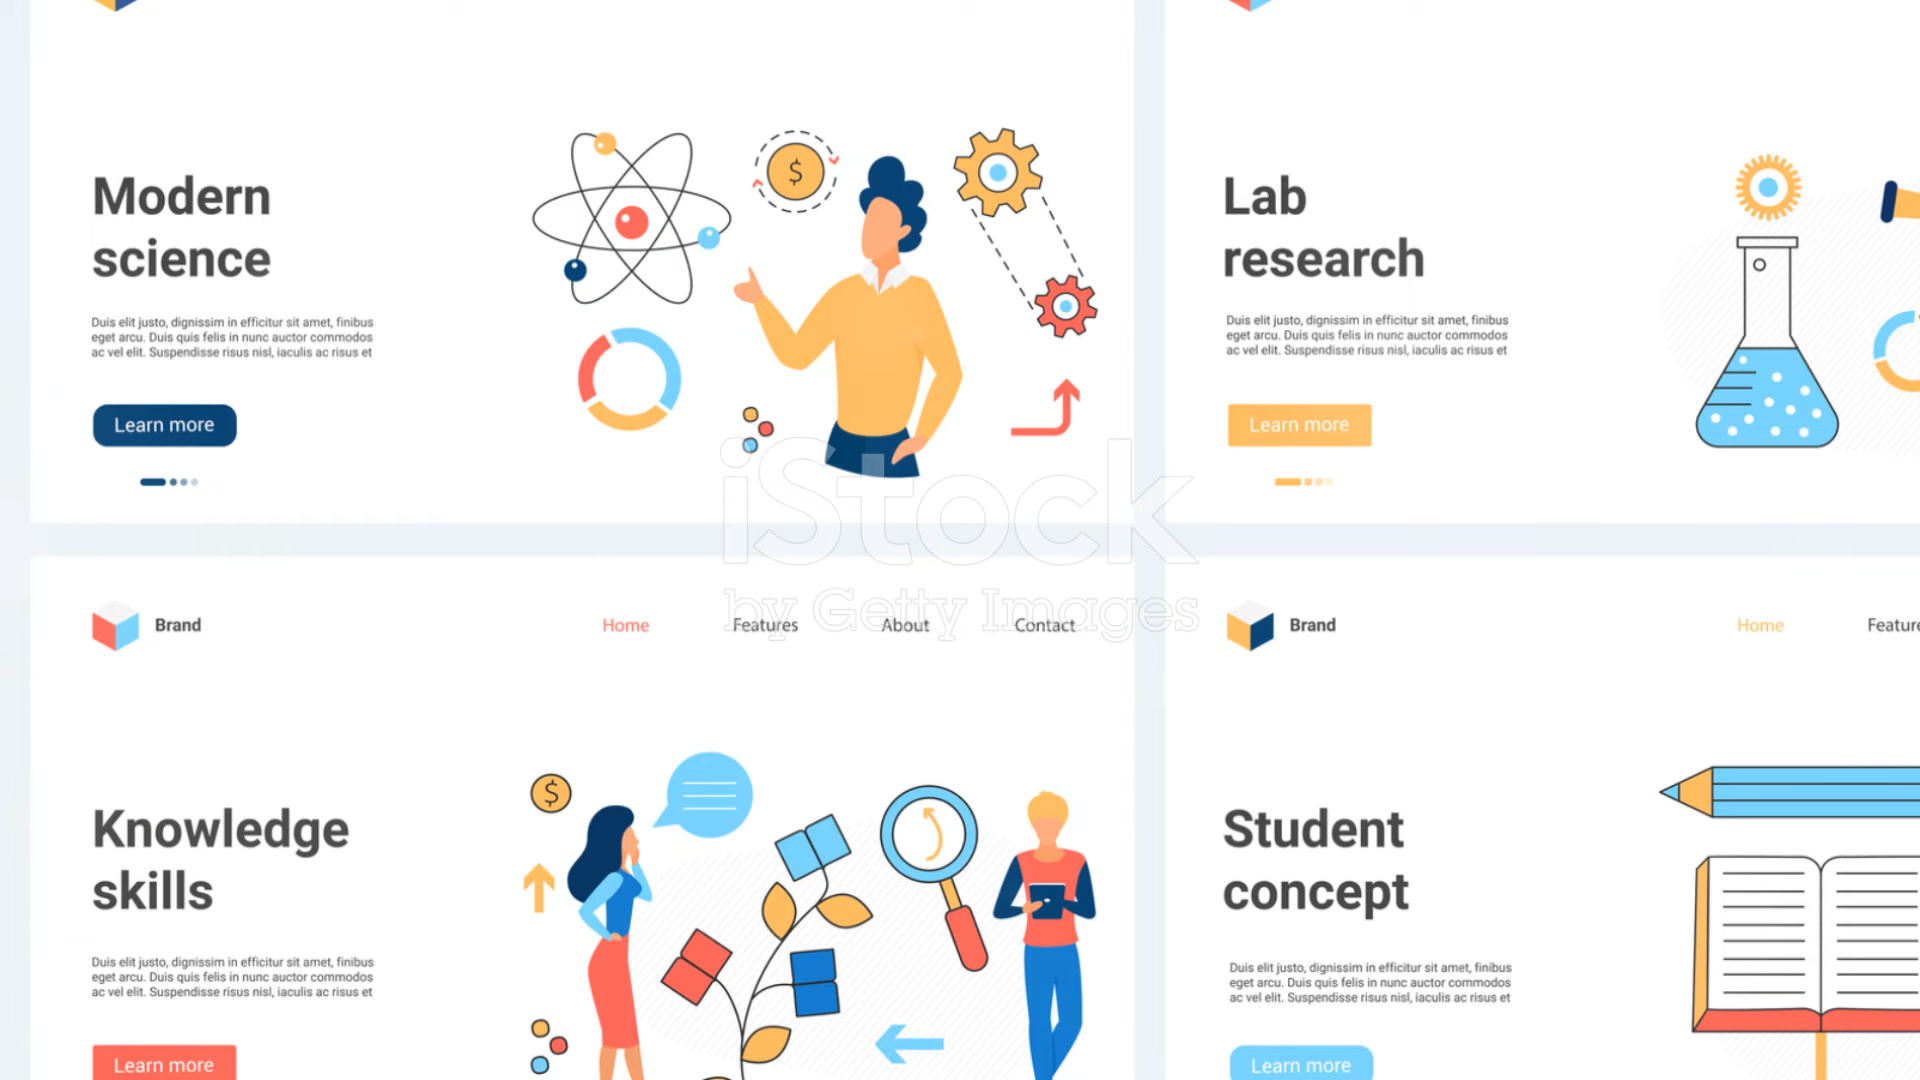 Modern
science
Duis elit justo, dignissim in efficitur sit amet, finibus
eget arcu. Duis quis felis in nunc auctor commodos
ac vel elit. Suspendisse risus nisl, iaculis ac risus et
Learn more
$
Lab
research
Duis elit justo, dignissim in efficitur sit amet, finibus
eget arcu. Duis quis felis in nunc auctor commodos
ac vel elit. Suspendisse risus nisl, iaculis ac risus et
Learn more
iStock
by Getty Images
Brand
Home Features About Contact
Knowledge
skills
Duis elit justo, dignissim in efficitur sit amet, finibus
eget arcu. Duis quis felis in nunc auctor commodos
ac vel elit. Suspendisse risus nisl, iaculis ac risus et
Learn more
$
Brand
Home Feature
Student
concept
Duis elit justo, dignissim in efficitur sit amet, finibus
eget arcu. Duis quis felis in nunc auctor commodos
ac vel elit. Suspendisse risus nisl, iaculis ac risus et
Learn more